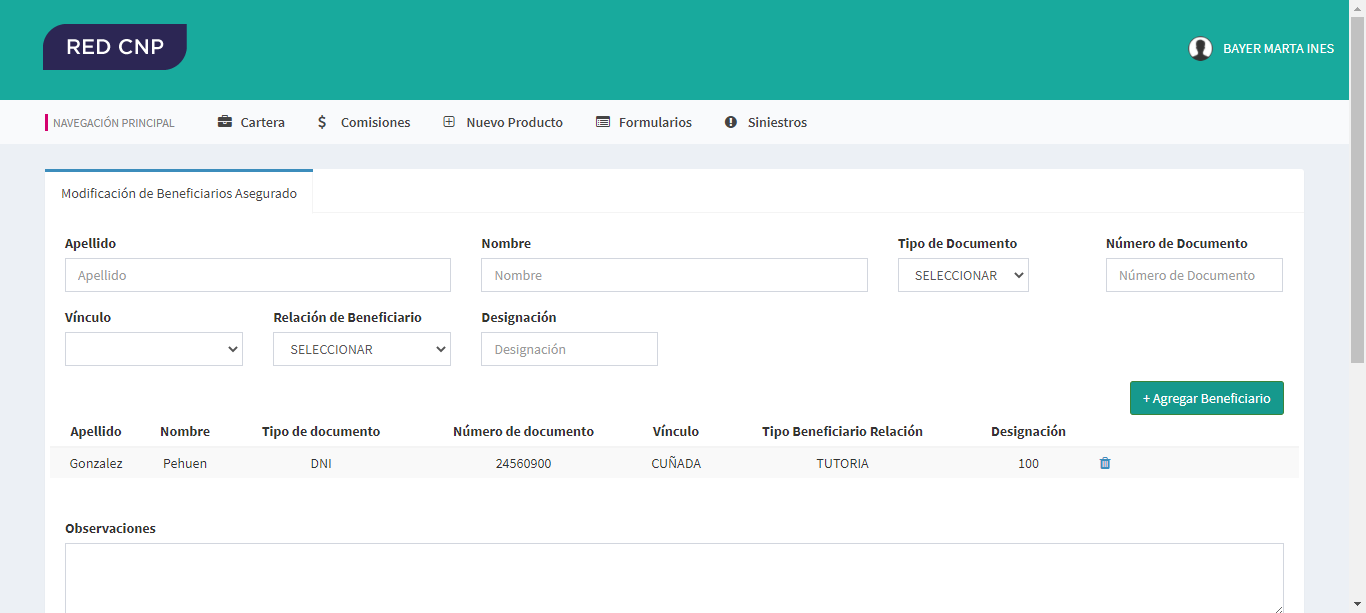 RED CNP
BAYER MARTA INES
NAVEGACIÓN PRINCIPAL Cartera $ Comisiones Nuevo Producto Formularios Siniestros
Modificación de Beneficiarios Asegurado
Apellido Nombre Tipo de Documento Número de Documento
Apellido Nombre SELECCIONAR Número de Documento
Vínculo Relación de Beneficiario Designación
SELECCIONAR Designación
+ Agregar Beneficiario
Apellido Nombre Tipo de documento Número de documento Vínculo Tipo Beneficiario Relación Designación
Gonzalez Pehuen DNI 24560900 CUÑADA TUTORIA 100
Observaciones